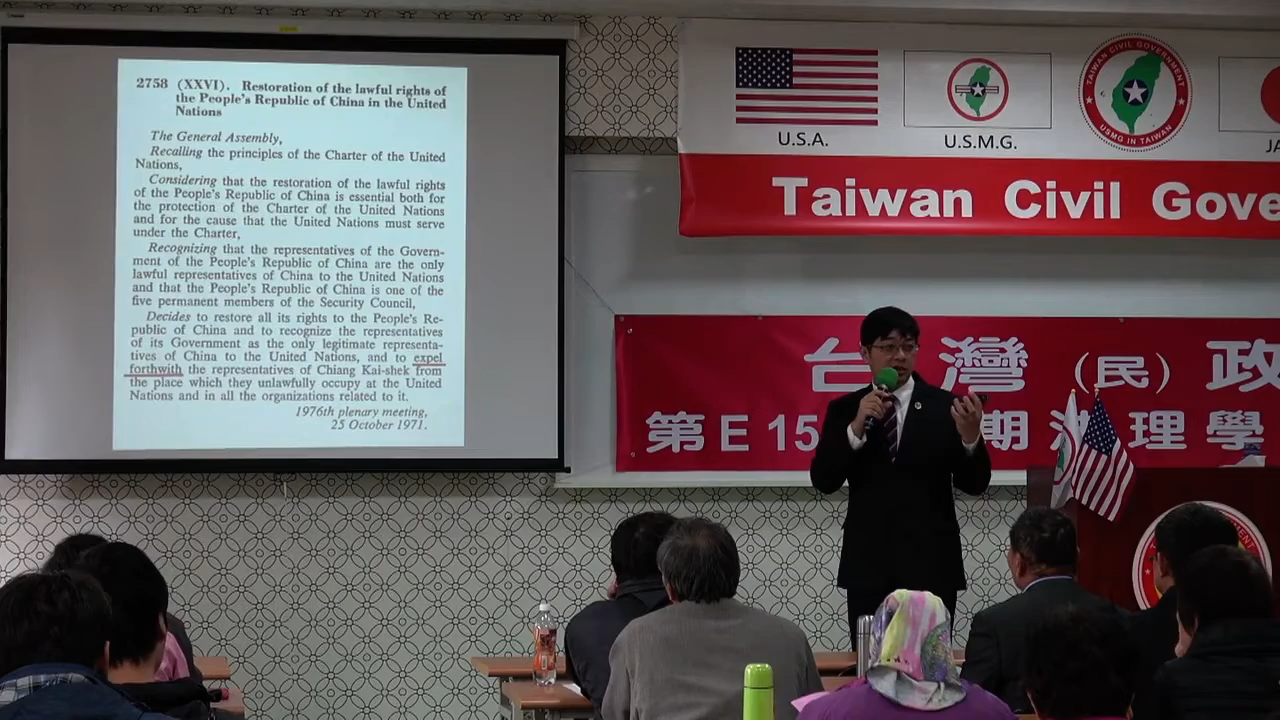 2758 (XXVI). Restoration of the lawful rights of
the People's Republic of China in the United
Nations
The General Assembly,
Recalling the principles of the Charter of the United
Nations,
Considering that the restoration of the lawful rights
of the People's Republic of China is essential both for
the protection of the Charter of the United Nations
and for the cause that the United Nations must serve
under the Charter,
Recognizing that the representatives of the Govern-
ment of the People's Republic of China are the only
lawful representatives of China to the United Nations
and that the People's Republic of China is one of the
five permanent members of the Security Council,
Decides to restore all its rights to the People's Re-
public of China and to recognize the representatives
of its Government as the only legitimate representa-
tives of China to the United Nations, and to expel
forthwith the representatives of Chiang Kai-shek from
the place which they unlawfully occupy at the United
Nations and in all the organizations related to it.
1976th plenary meeting,
25 October 1971.
U.S.A.
U.S.M.G.
TAIWAN CIVIL GOVERNMENT
USMG IN TAIWAN
JA
Taiwan Civil Gove
台灣（民）政
第E15 期法理學